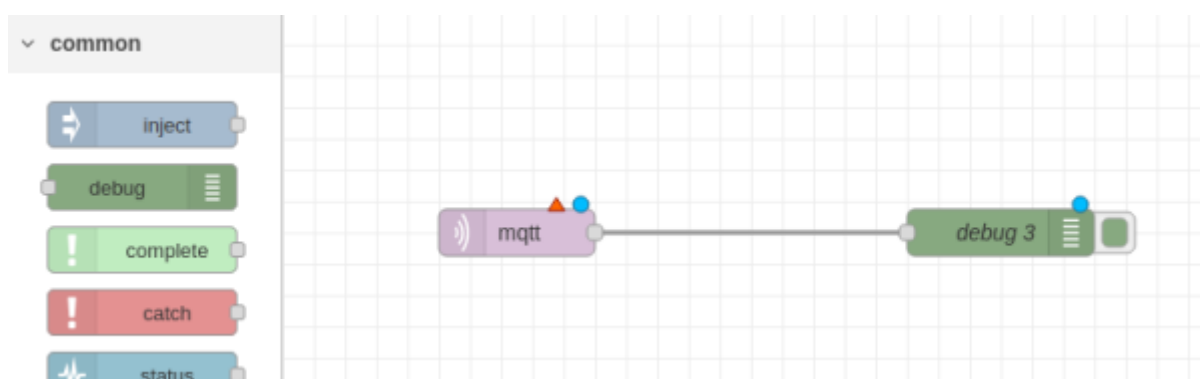 common
inject
debug
complete
catch
status
mqtt
debug 3